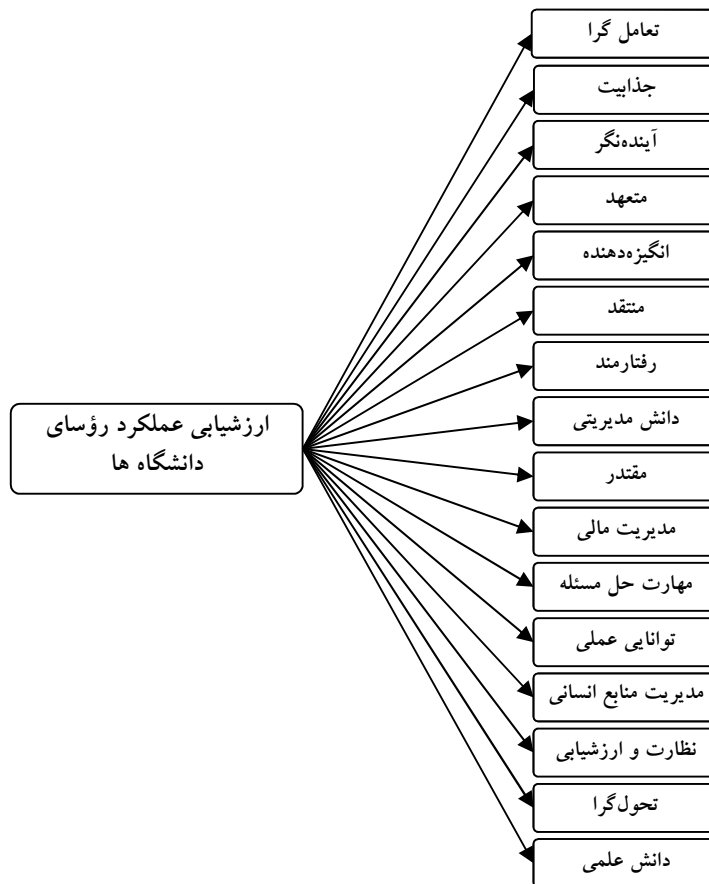 تعامل گرا
جذابیت
آینده‌نگر
متعهد
انگیزه‌دهنده
منتقد
رفتارمند
دانش مدیریتی
مقتدر
مدیریت مالی
مهارت حل مسئله
توانایی عملی
مدیریت منابع انسانی
نظارت و ارزشیابی
تحول‌گرا
دانش علمی
ارزشیابی عملکرد رؤسای
دانشگاه ها